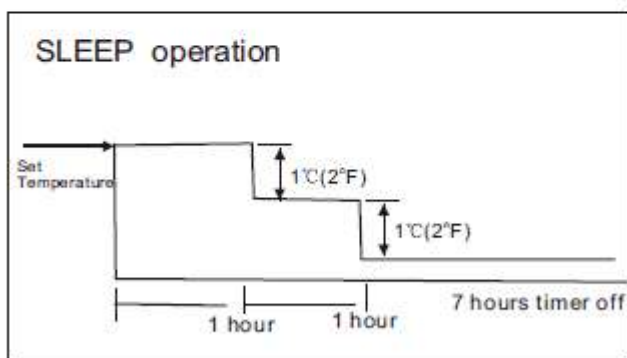 SLEEP operation
Set
Temperature
1℃(2°F)
1℃(2°F)
1 hour
1 hour
7 hours timer off